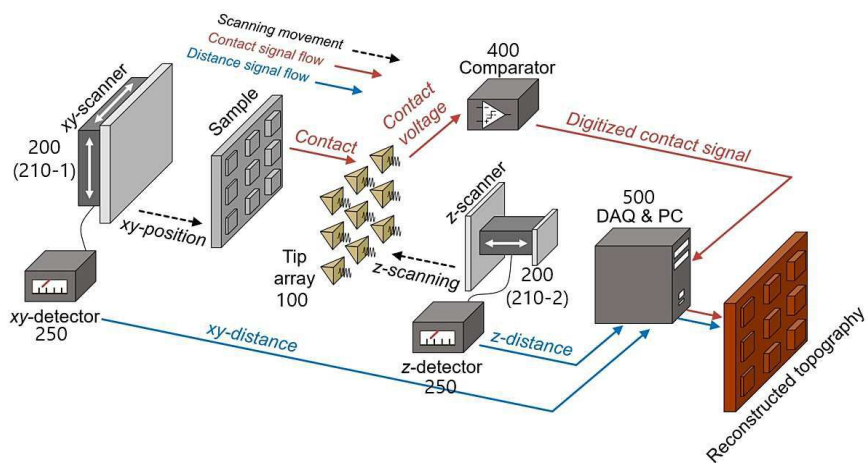 Scanning movement
Contact signal flow
Distance signal flow
400
Comparator
xy-scanner
200
(210-1)
Sample
Contact
Contact
voltage
Digitized contact signal
xy-position
z-scanner
500
DAQ & PC
Tip
array
100
z-scanning
200
(210-2)
xy-detector
250
xy-distance
z-detector
250
z-distance
Reconstructed topography